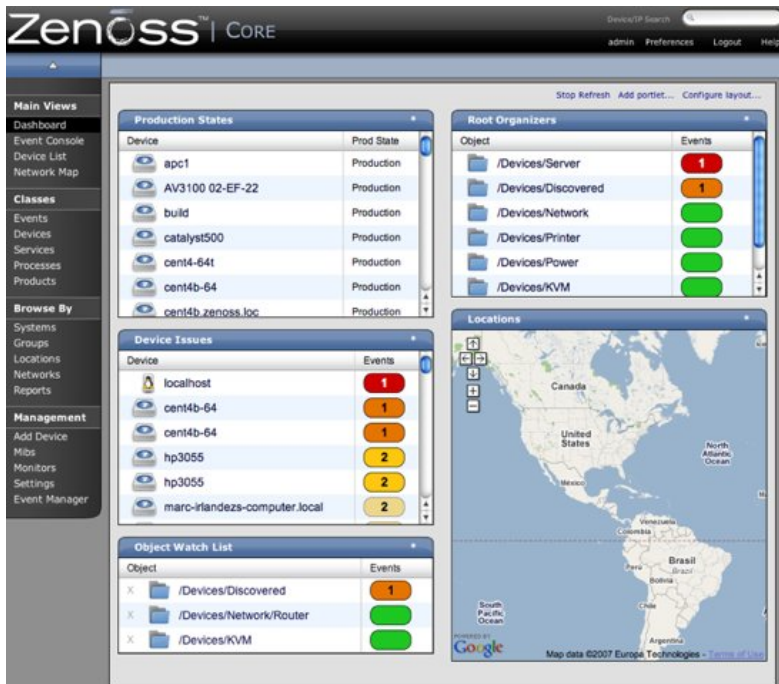 Zenoss™ | CORE
Device/IP Search
admin Preferences Logout Help
Main Views
Dashboard
Event Console
Device List
Network Map
Classes
Events
Devices
Services
Processes
Products
Browse By
Systems
Groups
Locations
Networks
Reports
Management
Add Device
Mibs
Monitors
Settings
Event Manager
Stop Refresh Add portlet... Configure layout...
Production States *
Device Prod State
apc1 Production
AV3100 02-EF-22 Production
build Production
catalyst500 Production
cent4-64t Production
cent4b-64 Production
cent4b.zenoss.loc Production
Device Issues *
Device Events
localhost 1
cent4b-64 1
cent4b-64 1
hp3055 2
hp3055 2
marc-irlandezs-computer.local 2
Object Watch List *
Object Events
X /Devices/Discovered 1
X /Devices/Network/Router
X /Devices/KVM
Root Organizers *
Object Events
/Devices/Server 1
/Devices/Discovered 1
/Devices/Network
/Devices/Printer
/Devices/Power
/Devices/KVM
Locations *
Canada
United
States
North
Atlantic
Ocean
México
Venezuela
Colombia
Brasil
Brazil
Peru
Bolivia
Chile
South
Pacific
Ocean
Argentina
POWERED BY
Google
Map data ©2007 Europa Technologies - Terms of Use